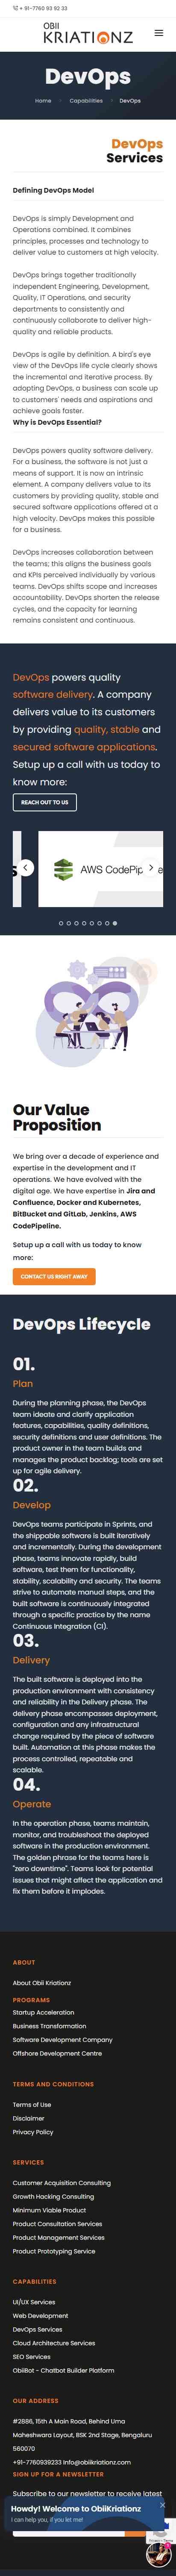 + 91-7760 93 92 33
OBII
KRIATIONZ
DevOps
Home
Capabilities
DevOps
DevOps
Services
Defining DevOps Model
DevOps is simply Development and
Operations combined. It combines
principles, processes and technology to
deliver value to customers at high velocity.
DevOps brings together traditionally
independent Engineering, Development,
Quality, IT Operations, and security
departments to consistently and
continuously collaborate to deliver high-
quality and reliable products.
DevOps is agile by definition. A bird's eye
view of the DevOps life cycle clearly shows
the incremental and iterative process. By
adopting DevOps, a business can scale up
to customers' needs and aspirations and
achieve goals faster.
Why is DevOps Essential?
DevOps powers quality software delivery.
For a business, the software is not just a
means of support. It is now an intrinsic
element. A company delivers value to its
customers by providing quality, stable and
secured software applications offered at a
high velocity. DevOps makes this possible
for a business.
DevOps increases collaboration between
the teams; this aligns the business goals
and KPIs perceived individually by various
teams. DevOps shifts scope and increases
accountability. DevOps shorten the release
cycles, and the capacity for learning
remains consistent and continuous.
DevOps powers quality
software delivery. A company
delivers value to its customers
by providing quality, stable and
secured software applications.
Setup up a call with us today to
know more:
REACH OUT TO US
AWS CodePipeline
Our Value
Proposition
We bring over a decade of experience and
expertise in the development and IT
operations. We have evolved with the
digital age. We have expertise in Jira and
Confluence, Docker and Kubernetes,
BitBucket and GitLab, Jenkins, AWS
CodePipeline.
Setup up a call with us today to know
more:
CONTACT US RIGHT AWAY
DevOps Lifecycle
01.
Plan
During the planning phase, the DevOps
team ideate and clarify application
features, capabilities, quality definitions,
security definitions and user definitions. The
product owner in the team builds and
manages the product backlog; tools are set
up for agile delivery.
02.
Develop
DevOps teams participate in Sprints, and
the shippable software is built iteratively
and incrementally. During the development
phase, teams innovate rapidly, build
software, test them for functionality,
stability, scalability and security. The teams
strive to automate manual steps, and the
built software is continuously integrated
through a specific practice by the name
Continuous Integration (CI).
03.
Delivery
The built software is deployed into the
production environment with consistency
and reliability in the Delivery phase. The
delivery phase encompasses deployment,
configuration and any infrastructural
change required by the piece of software
built. Automation at this phase makes the
process controlled, repeatable and
scalable.
04.
Operate
In the operation phase, teams maintain,
monitor, and troubleshoot the deployed
software in the production environment.
The golden phrase for the teams here is
"zero downtime". Teams look for potential
issues that might affect the application and
fix them before it implodes.
ABOUT
About Obii Kriationz
PROGRAMS
Startup Acceleration
Business Transformation
Software Development Company
Offshore Development Centre
TERMS AND CONDITIONS
Terms of Use
Disclaimer
Privacy Policy
SERVICES
Customer Acquisition Consulting
Growth Hacking Consulting
Minimum Viable Product
Product Consultation Services
Product Management Services
Product Prototyping Service
CAPABILITIES
UI/UX Services
Web Development
DevOps Services
Cloud Architecture Services
SEO Services
ObiiBot - Chatbot Builder Platform
OUR ADDRESS
#2886, 15th A Main Road, Behind Uma
Maheshwara Layout, BSK 2nd Stage, Bengaluru
560070
+91-7760939233 Info@obiikriationz.com
SIGN UP FOR A NEWSLETTER
Subscribe to our newsletter to receive latest
Howdy! Welcome to ObiiKriationz
I can help you, if you let me!